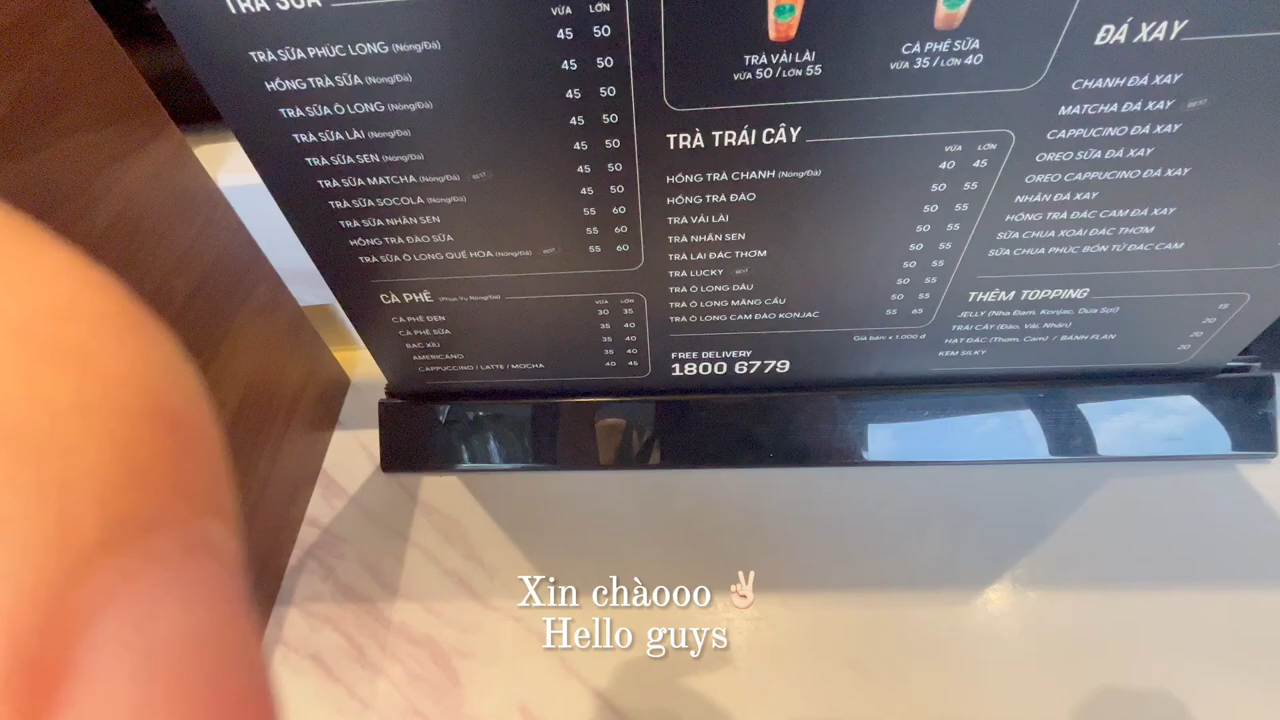 TRÀ SỮA
VỪA LỚN
TRÀ SỮA PHÚC LONG (Nóng/Đá) 45 50
HỒNG TRÀ SỮA (Nóng/Đá) 45 50
TRÀ SỮA Ô LONG (Nóng/Đá) 45 50
TRÀ SỮA LÀI (Nóng/Đá) 45 50
TRÀ SỮA SEN (Nóng/Đá) 45 50
TRÀ SỮA MATCHA (Nóng/Đá) BEST 45 50
TRÀ SỮA SOCOLA (Nóng/Đá) 45 50
TRÀ SỮA NHÃN SEN 55 60
HỒNG TRÀ ĐÀO SỮA 55 60
TRÀ SỮA Ô LONG QUẾ HOA (Nóng/Đá) BEST 55 60
CÀ PHÊ (Phục Vụ Nóng/Đá)
VỪA LỚN
CÀ PHÊ ĐEN 30 35
CÀ PHÊ SỮA 35 40
BẠC XỈU 35 40
AMERICANO 35 40
CAPPUCCINO / LATTE / MOCHA 40 45
TRÀ VẢI LÀI
VỪA 50 / LỚN 55
CÀ PHÊ SỮA
VỪA 35 / LỚN 40
TRÀ TRÁI CÂY
VỪA LỚN
HỒNG TRÀ CHANH (Nóng/Đá) 40 45
HỒNG TRÀ ĐÀO 50 55
TRÀ VẢI LÀI 50 55
TRÀ NHÃN SEN 50 55
TRÀ LÀI ĐÁC THƠM 50 55
TRÀ LUCKY BEST 50 55
TRÀ Ô LONG DÂU 50 55
TRÀ Ô LONG MÃNG CẦU 50 55
TRÀ Ô LONG CAM ĐÀO KONJAC 55 65
Giá bán: x 1.000 đ
FREE DELIVERY
1800 6779
ĐÁ XAY
CHANH ĐÁ XAY
MATCHA ĐÁ XAY BEST
CAPPUCINO ĐÁ XAY
OREO SỮA ĐÁ XAY
OREO CAPPUCINO ĐÁ XAY
NHÃN ĐÁ XAY
HỒNG TRÀ ĐÁC CAM ĐÁ XAY
SỮA CHUA XOÀI ĐÁC THƠM
SỮA CHUA PHÚC BỒN TỬ ĐÁC CAM
THÊM TOPPING
JELLY (Nha Đam, Konjac, Dưa Sợi) 15
TRÁI CÂY (Đào, Vải, Nhãn) 20
HẠT ĐÁC (Thơm, Cam) / BÁNH FLAN 20
KEM SILKY 20
Xin chàooo ✌🏻
Hello guys